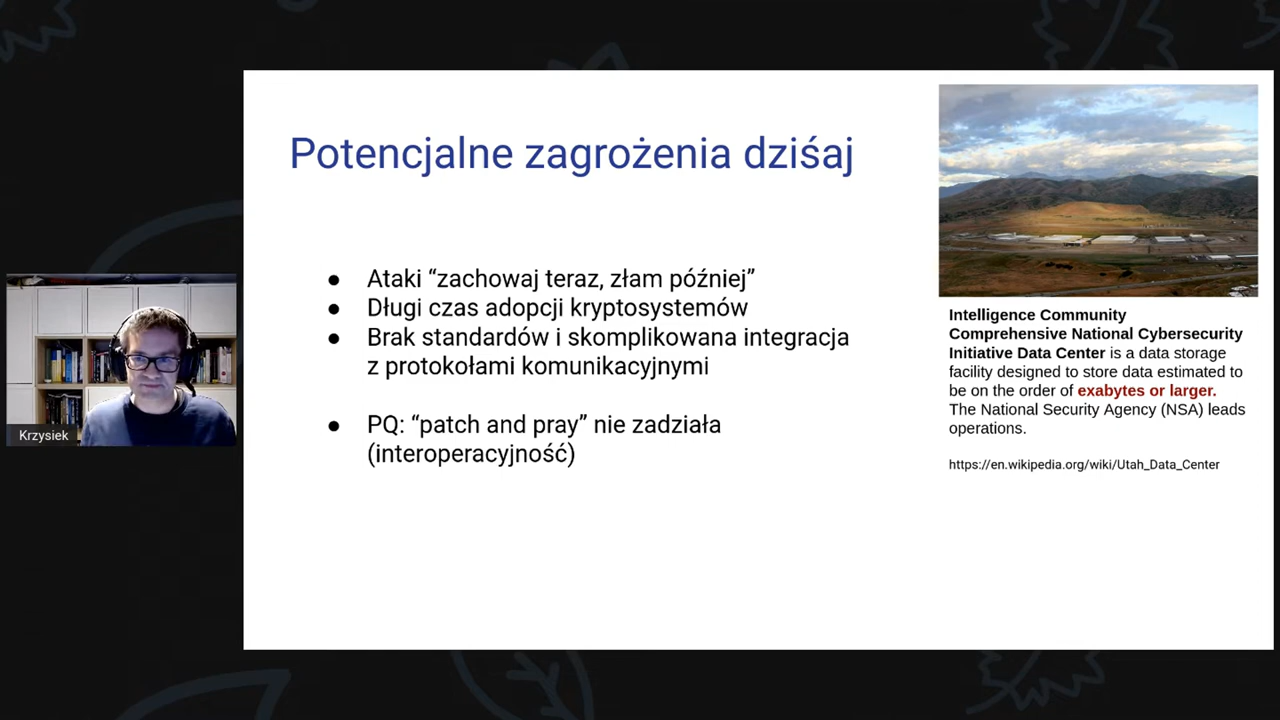 Potencjalne zagrożenia dziśaj
● Ataki “zachowaj teraz, złam później”
● Długi czas adopcji kryptosystemów
● Brak standardów i skomplikowana integracja
z protokołami komunikacyjnymi
● PQ: “patch and pray” nie zadziała
(interoperacyjność)
Intelligence Community
Comprehensive National Cybersecurity
Initiative Data Center is a data storage
facility designed to store data estimated to
be on the order of exabytes or larger.
The National Security Agency (NSA) leads
operations.
https://en.wikipedia.org/wiki/Utah_Data_Center
Krzysiek